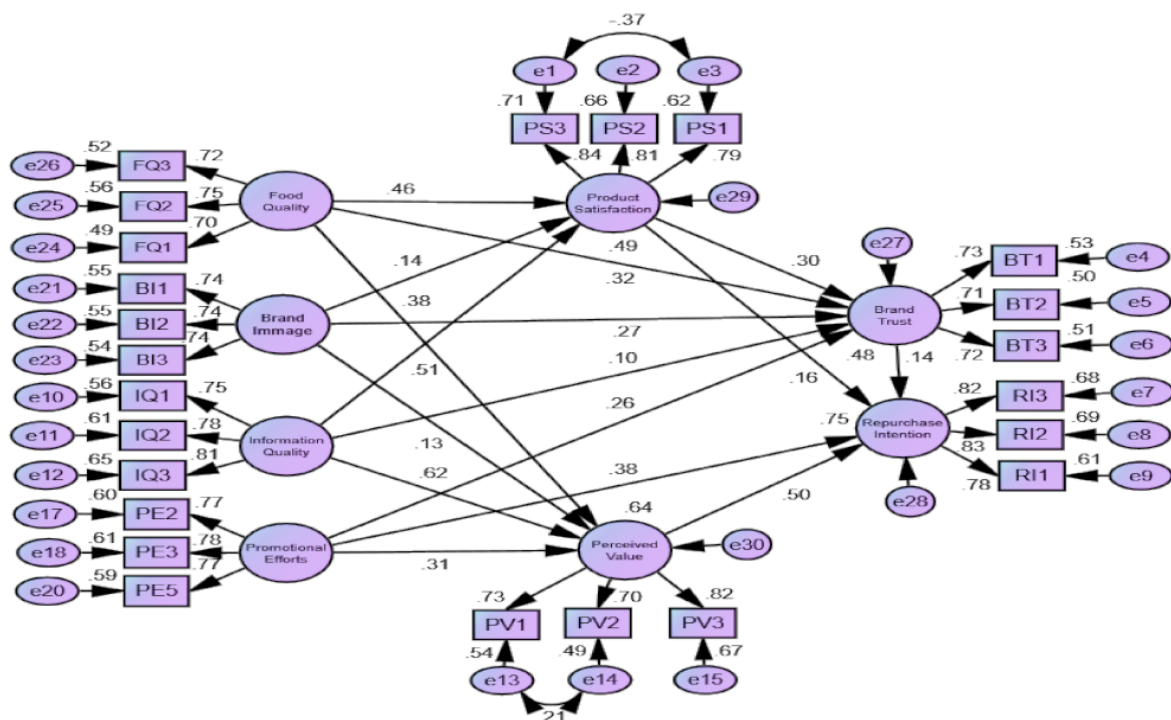 -.37
e1
e2
e3
.71
.66
.62
PS3
PS2
PS1
.84
.81
.79
e26
.52
FQ3
.72
e25
.56
FQ2
.75
e24
.49
FQ1
.70
Food
Quality
.46
Product
Satisfaction
e29
.49
e27
e21
.55
BI1
.74
e22
.55
BI2
.74
e23
.54
BI3
.74
Brand
Immage
.14
.38
.32
.30
.27
Brand
Trust
.48
.73
BT1
.53
e4
.71
BT2
.50
e5
.72
BT3
.51
e6
e10
.56
IQ1
.75
e11
.61
IQ2
.78
e12
.65
IQ3
.81
Information
Quality
.51
.10
.26
.13
.62
.14
.16
.75
Repurchase
Intention
e28
.82
RI3
.68
e7
.83
RI2
.69
e8
.78
RI1
.61
e9
e17
.60
PE2
.77
e18
.61
PE3
.78
e20
.59
PE5
.77
Promotional
Efforts
.38
.50
.31
.64
Perceived
Value
e30
.73
.70
.82
PV1
PV2
PV3
.54
.49
.67
e13
e14
e15
.21